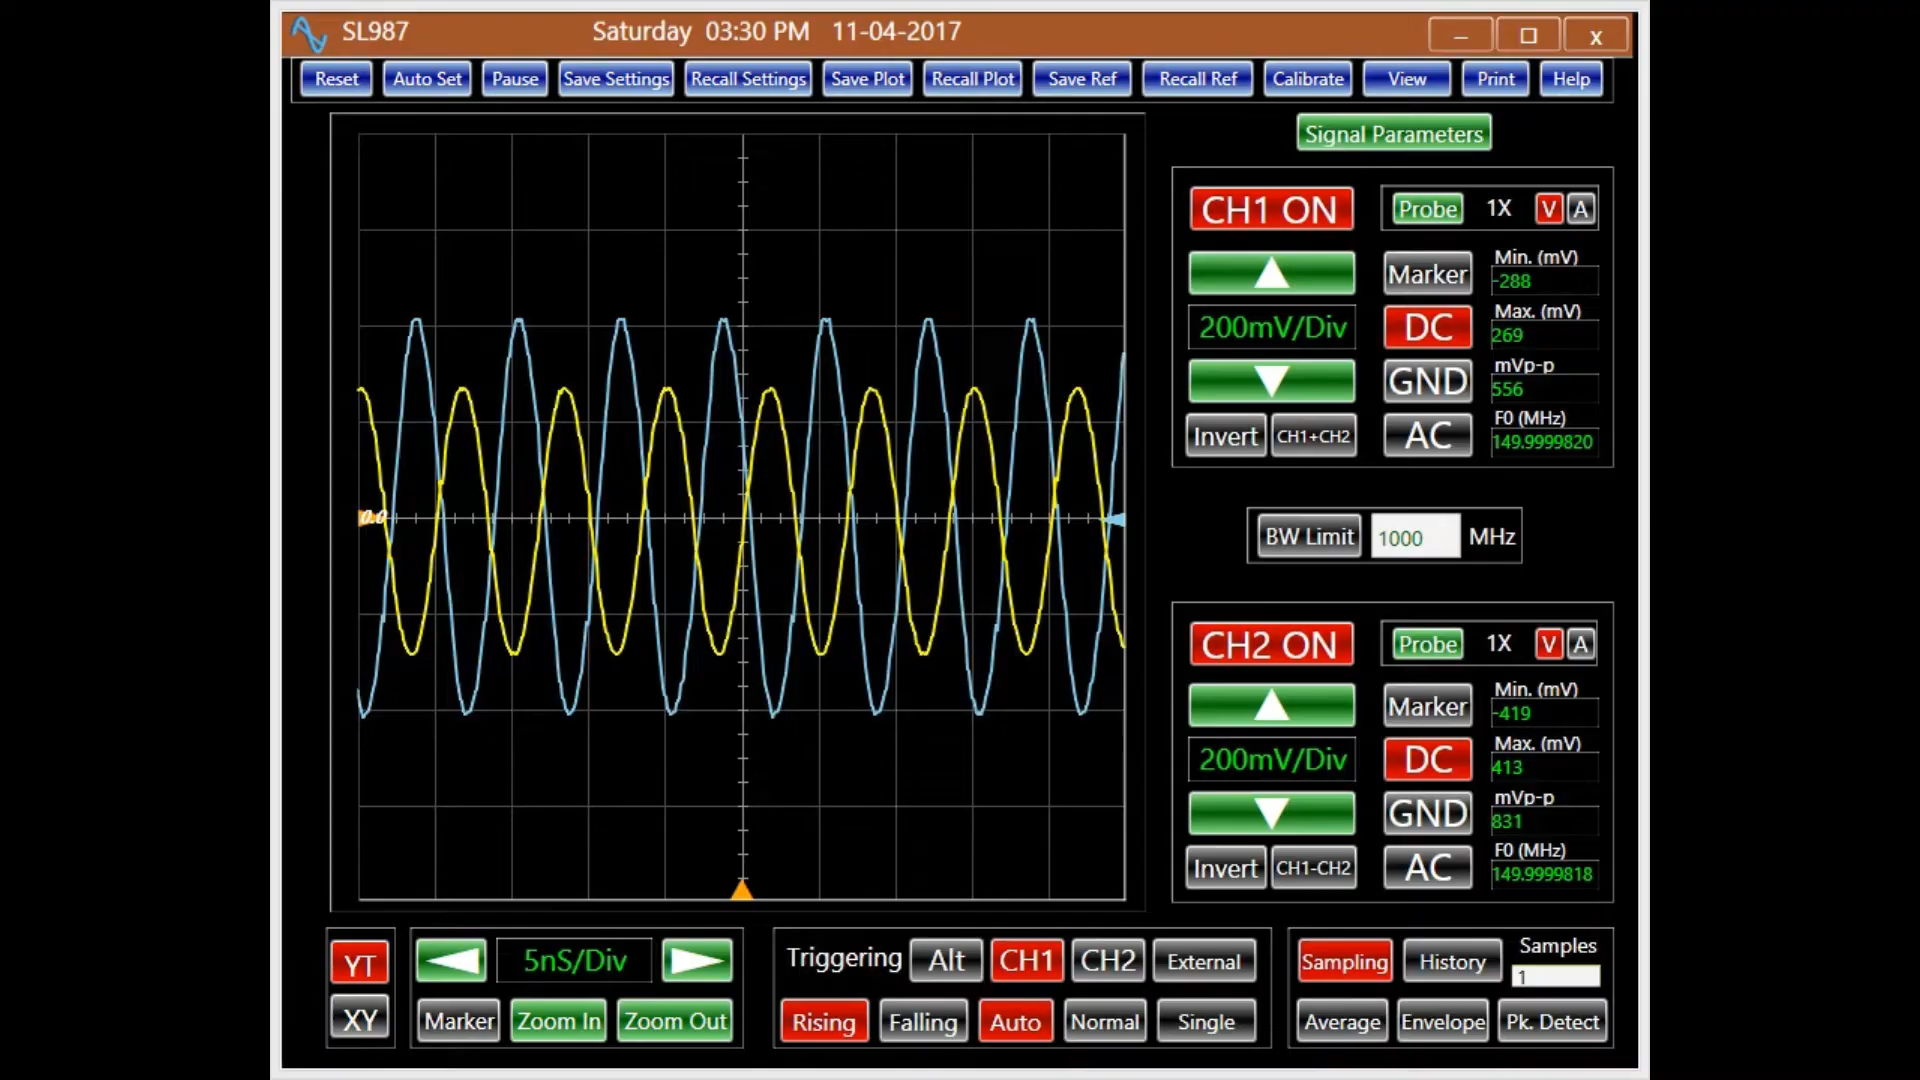 SL987 Saturday 03:30 PM 11-04-2017
– □ x
Reset Auto Set Pause Save Settings Recall Settings Save Plot Recall Plot Save Ref Recall Ref Calibrate View Print Help
Signal Parameters
CH1 ON Probe 1X V A
Marker Min. (mV)
-288
200mV/Div DC Max. (mV)
269
GND mVp-p
556
Invert CH1+CH2 AC F0 (MHz)
149.9999820
0.0
BW Limit 1000 MHz
CH2 ON Probe 1X V A
Marker Min. (mV)
-419
200mV/Div DC Max. (mV)
413
GND mVp-p
831
Invert CH1-CH2 AC F0 (MHz)
149.9999818
YT 5nS/Div Triggering Alt CH1 CH2 External Sampling History Samples
1
XY Marker Zoom In Zoom Out Rising Falling Auto Normal Single Average Envelope Pk. Detect